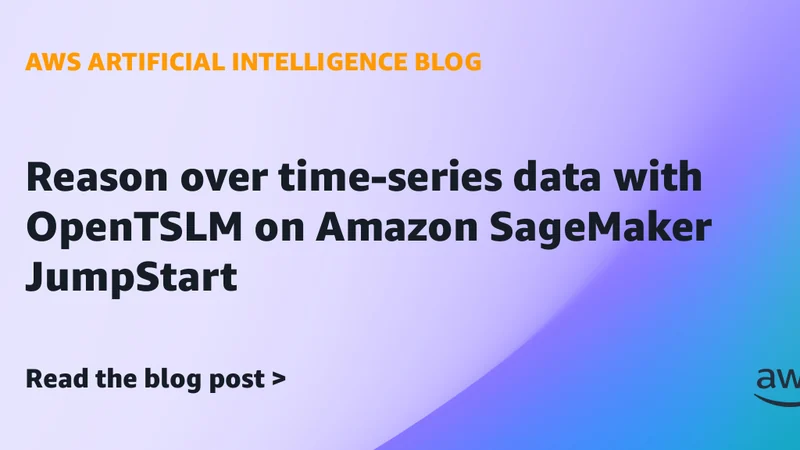 AWS ARTIFICIAL INTELLIGENCE BLOG
Reason over time-series data with
OpenTSLM on Amazon SageMaker
JumpStart
Read the blog post >
aw